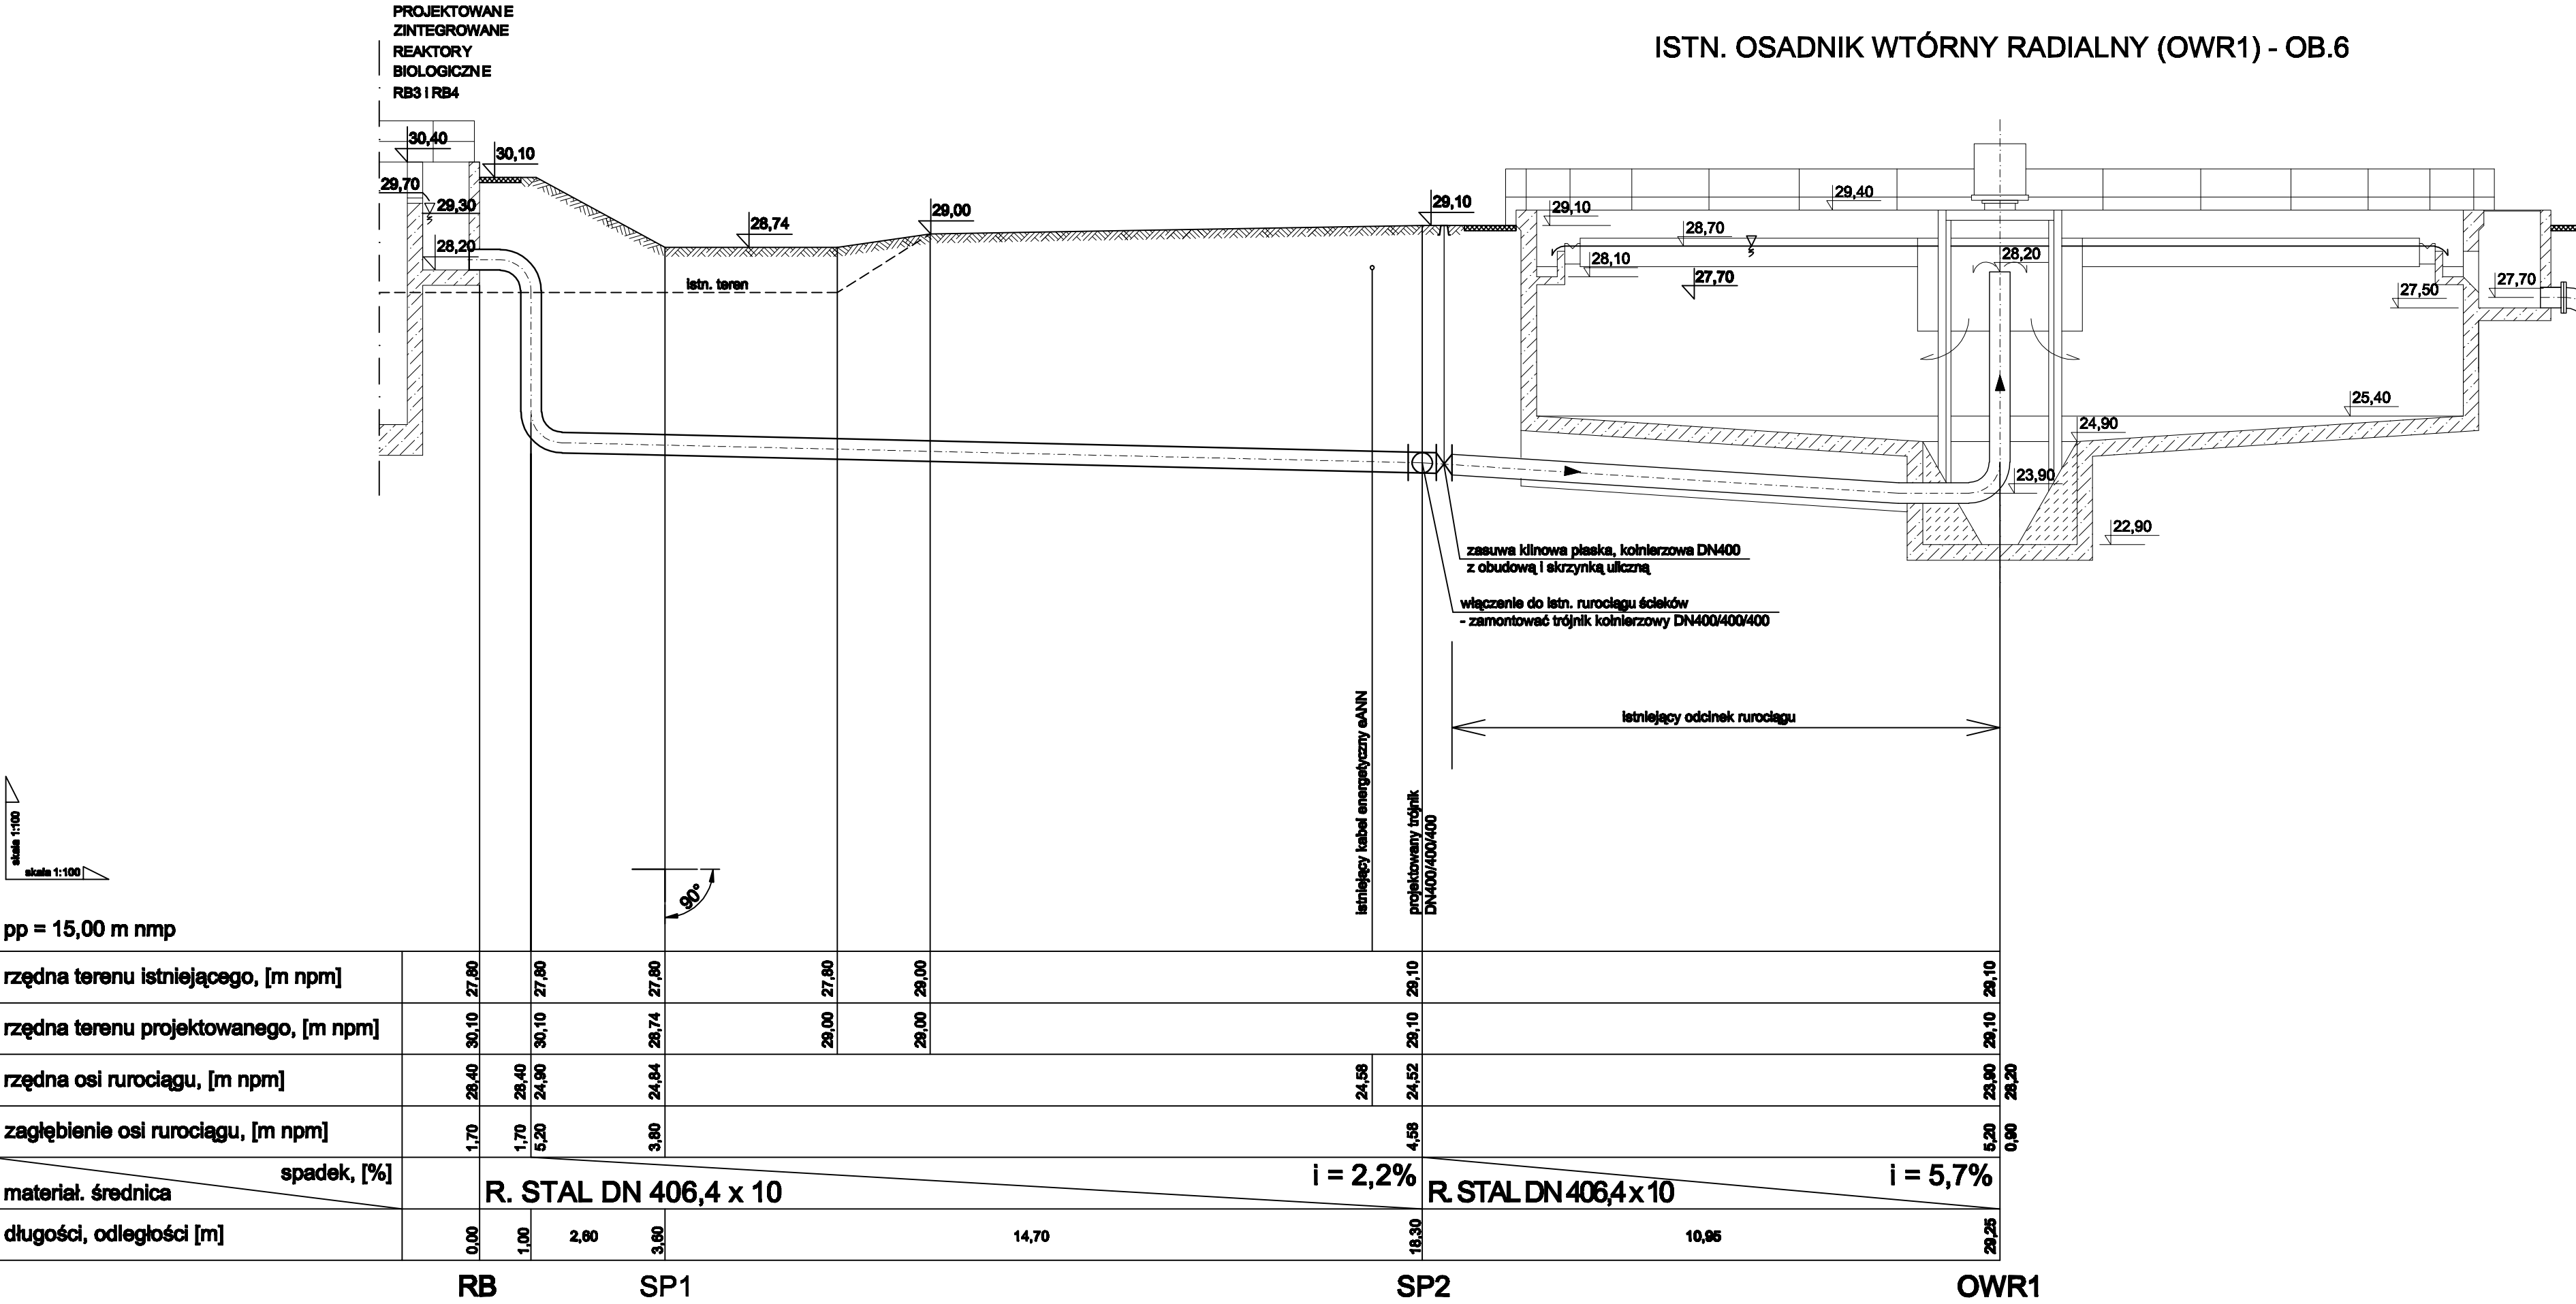 PROJEKTOWANE
ZINTEGROWANE
REAKTORY
BIOLOGICZNE
RB3 i RB4
ISTN. OSADNIK WTÓRNY RADIALNY (OWR1) - OB.6
30,40
30,10
29,70
29,30
28,20
28,74
29,00
29,10
29,10
29,40
28,70
28,10
27,70
28,20
27,50
27,70
istn. teren
25,40
24,90
23,90
22,90
zasuwa klinowa płaska, kołnierzowa DN400
z obudową i skrzynką uliczną
włączenie do istn. rurociągu ścieków
- zamontować trójnik kołnierzowy DN400/400/400
istniejący odcinek rurociągu
istniejący kabel energetyczny eANN
projektowany trójnik
DN400/400/400
skala 1:100
skala 1:100
90°
pp = 15,00 m nmp
rzędna terenu istniejącego, [m npm] 27,80 27,80 27,80 27,80 29,00 29,10 29,10
rzędna terenu projektowanego, [m npm] 30,10 30,10 28,74 29,00 29,00 29,10 29,10
rzędna osi rurociągu, [m npm] 28,40 28,40 24,90 24,84 24,58 24,52 23,90 28,20
zagłębienie osi rurociągu, [m npm] 1,70 1,70 5,20 3,80 4,58 5,20 0,90
spadek, [%] i = 2,2% i = 5,7%
materiał. średnica R. STAL DN 406,4 x 10 R. STAL DN 406,4 x 10
długości, odległości [m] 0,00 1,00 2,60 3,60 14,70 18,30 10,95 29,25
RB SP1 SP2 OWR1